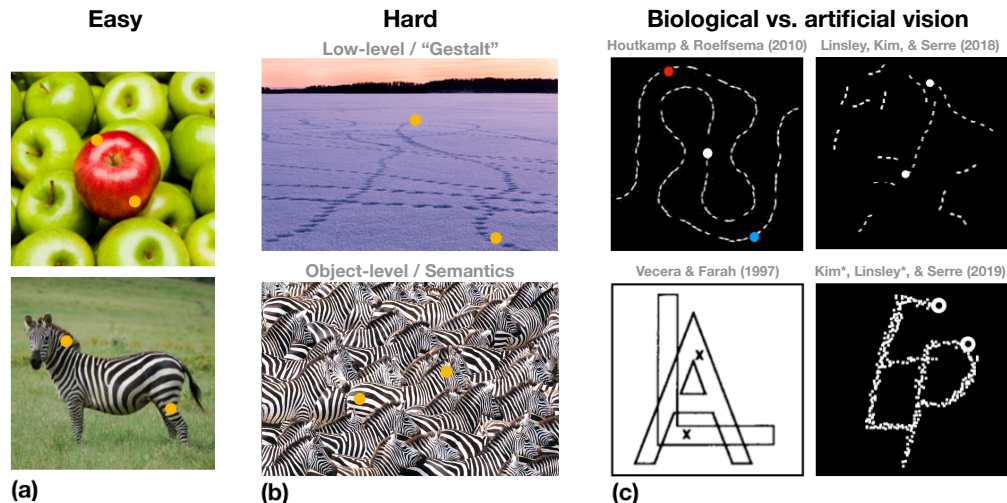 Easy
Hard
Biological vs. artificial vision
Low-level / “Gestalt”
Houtkamp & Roelfsema (2010)
Linsley, Kim, & Serre (2018)
Object-level / Semantics
Vecera & Farah (1997)
Kim*, Linsley*, & Serre (2019)
x
x
(a)
(b)
(c)